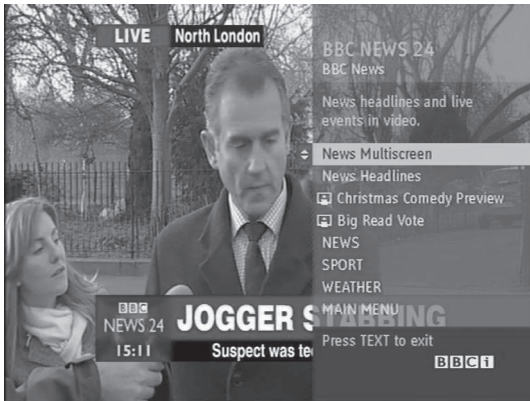 LIVE North London
BBC NEWS 24
BBC News
News headlines and live
events in video.
News Multiscreen
News Headlines
Christmas Comedy Preview
Big Read Vote
NEWS
SPORT
WEATHER
MAIN MENU
Press TEXT to exit
BBCi
BBC
NEWS 24
15:11
JOGGER STABBING
Suspect was